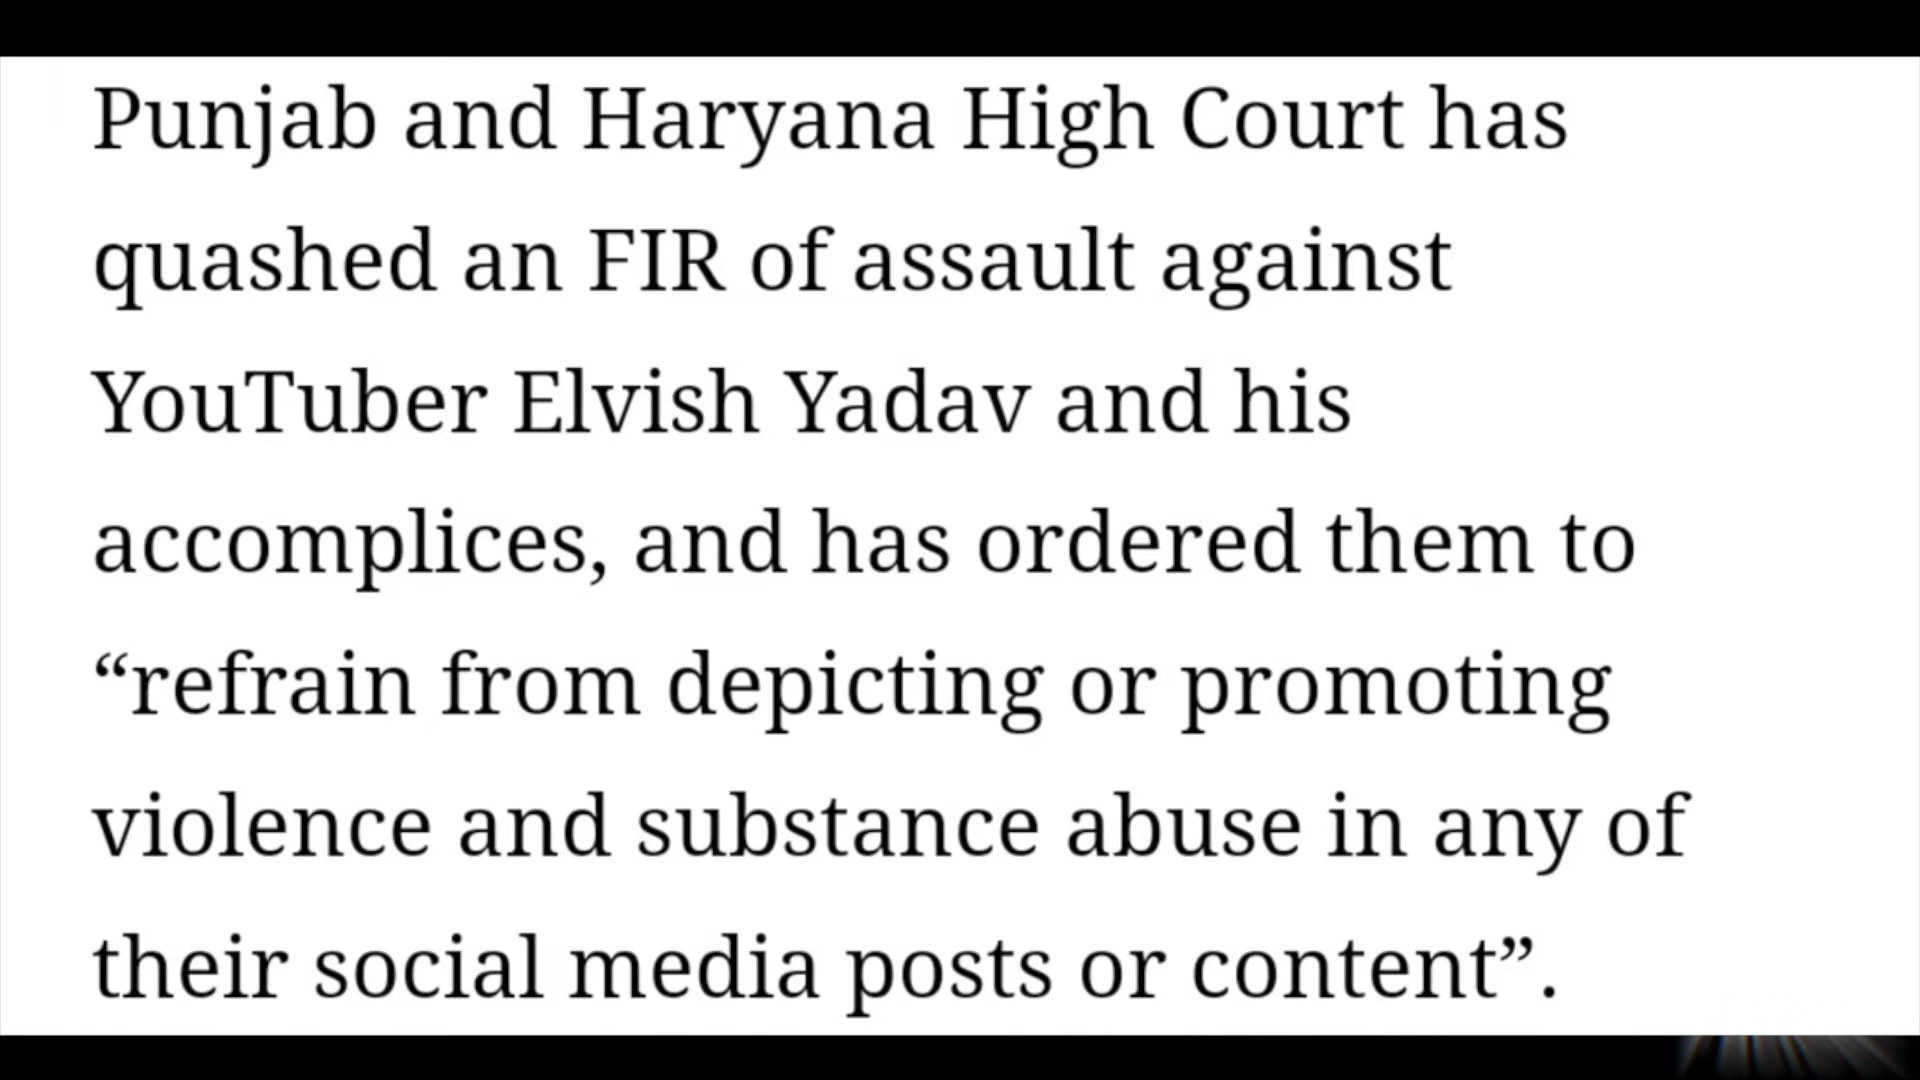 Punjab and Haryana High Court has
quashed an FIR of assault against
YouTuber Elvish Yadav and his
accomplices, and has ordered them to
“refrain from depicting or promoting
violence and substance abuse in any of
their social media posts or content”.